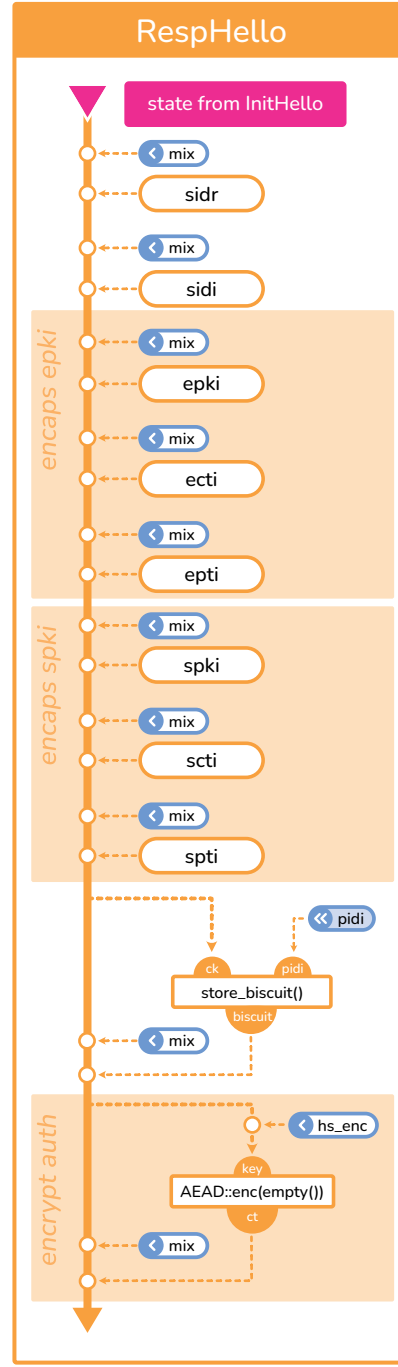 RespHello
state from InitHello
mix
sidr
mix
sidi
encaps epki
mix
epki
mix
ecti
mix
epti
encaps spki
mix
spki
mix
scti
mix
spti
pidi
ck pidi
store_biscuit()
biscuit
mix
encrypt auth
hs_enc
key
AEAD::enc(empty())
ct
mix